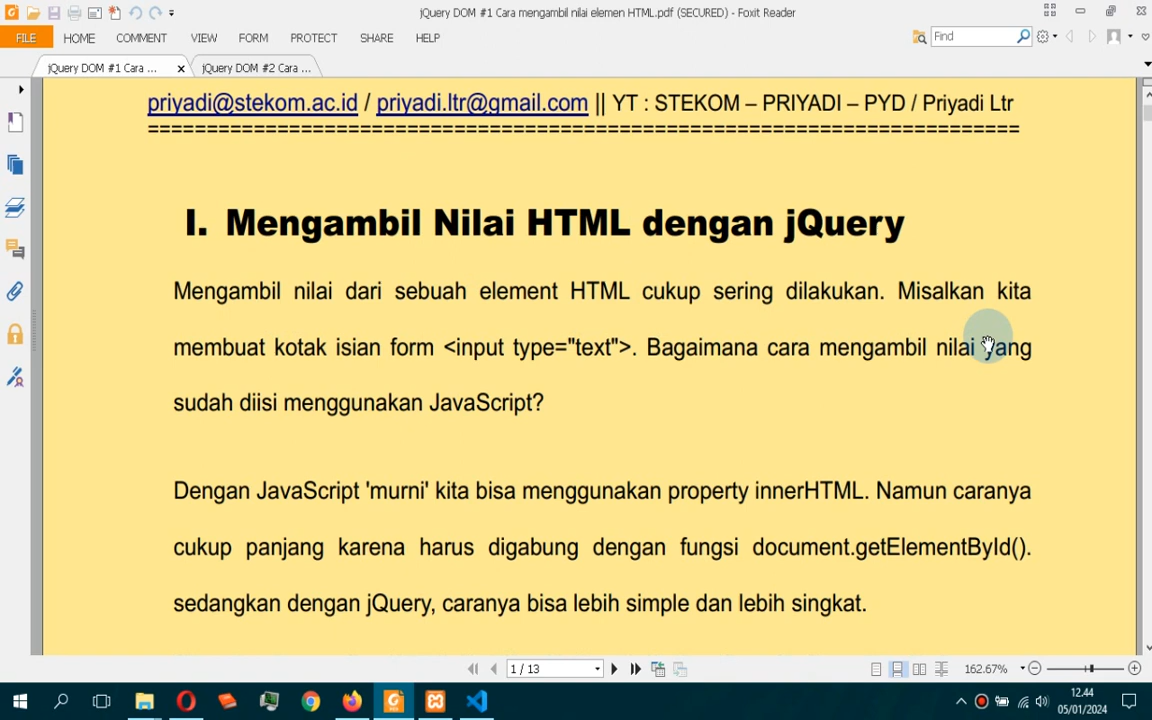 jQuery DOM #1 Cara mengambil nilai elemen HTML.pdf (SECURED) - Foxit Reader
FILE HOME COMMENT VIEW FORM PROTECT SHARE HELP Find
jQuery DOM #1 Cara ... jQuery DOM #2 Cara ...
priyadi@stekom.ac.id / priyadi.ltr@gmail.com || YT : STEKOM – PRIYADI – PYD / Priyadi Ltr
==========================================================================
I. Mengambil Nilai HTML dengan jQuery
Mengambil nilai dari sebuah element HTML cukup sering dilakukan. Misalkan kita
membuat kotak isian form <input type="text">. Bagaimana cara mengambil nilai yang
sudah diisi menggunakan JavaScript?
Dengan JavaScript 'murni' kita bisa menggunakan property innerHTML. Namun caranya
cukup panjang karena harus digabung dengan fungsi document.getElementById().
sedangkan dengan jQuery, caranya bisa lebih simple dan lebih singkat.
1 / 13 162.67%
12.44
05/01/2024